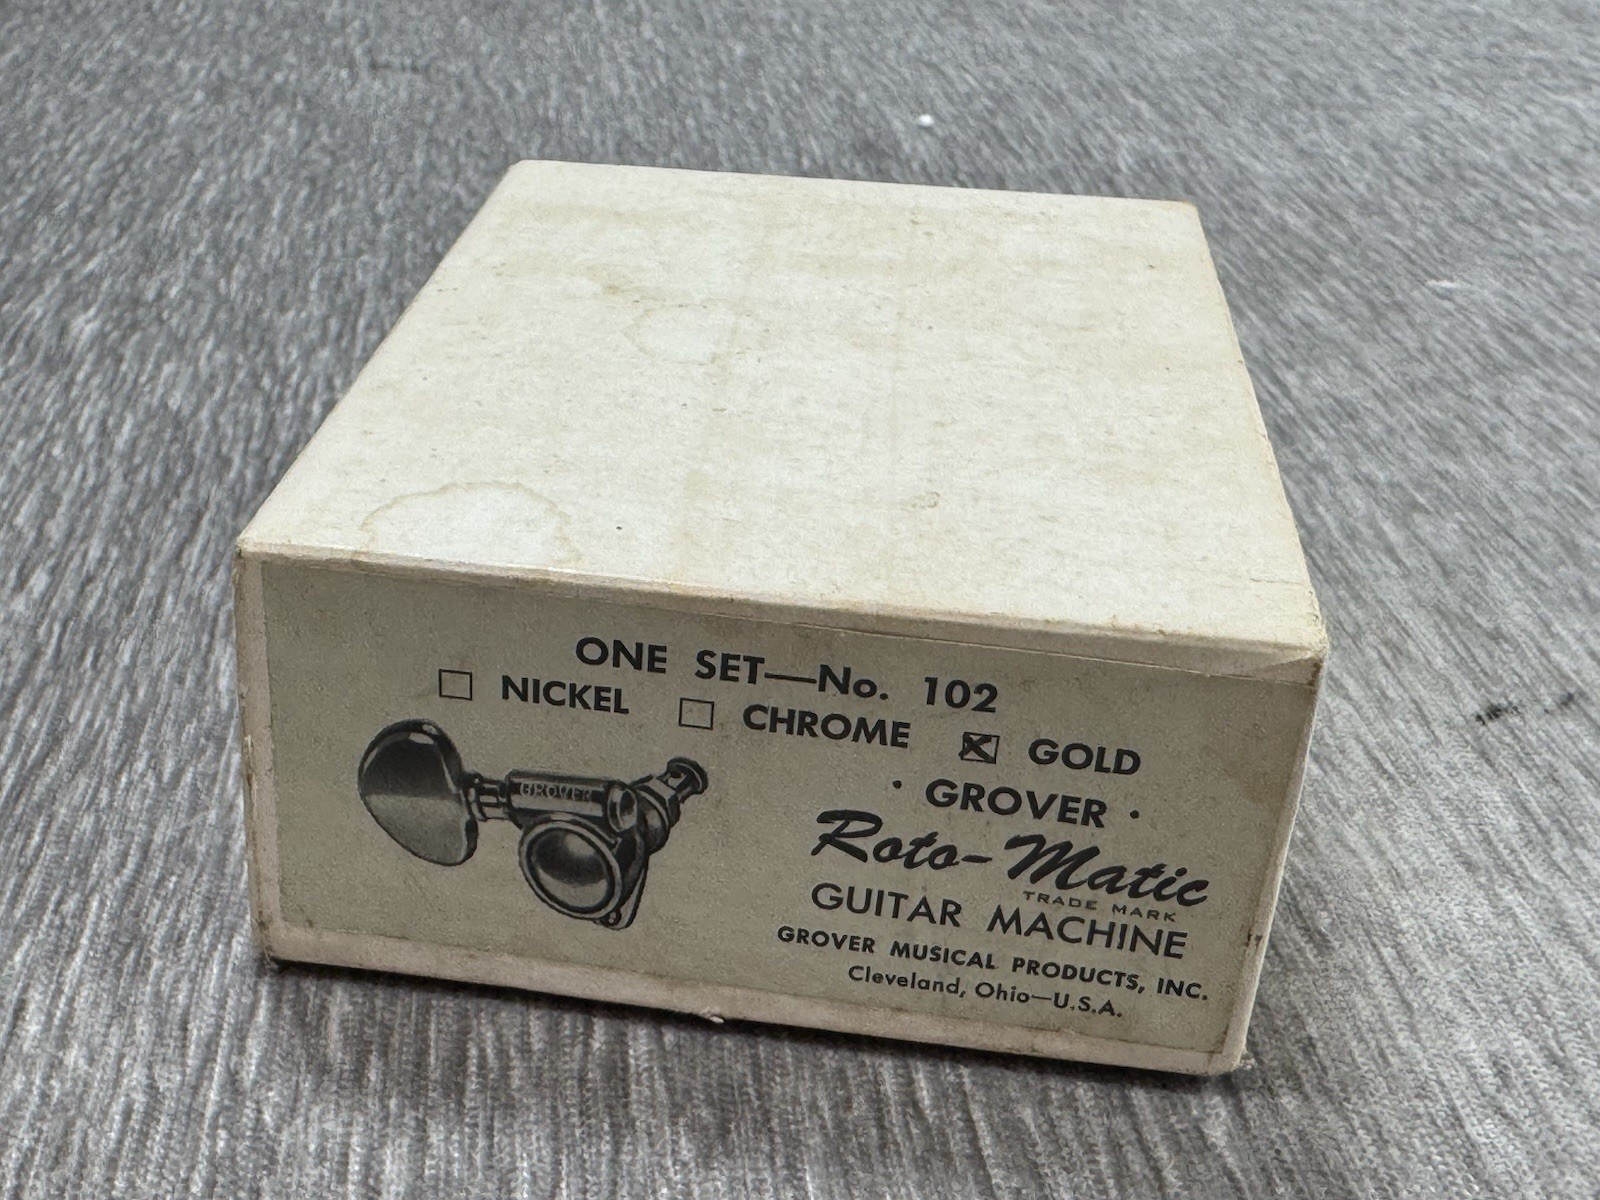 ONE SET—No. 102
☐ NICKEL ☐ CHROME ☒ GOLD
GROVER
· GROVER ·
Roto-Matic
TRADE MARK
GUITAR MACHINE
GROVER MUSICAL PRODUCTS, INC.
Cleveland, Ohio—U.S.A.